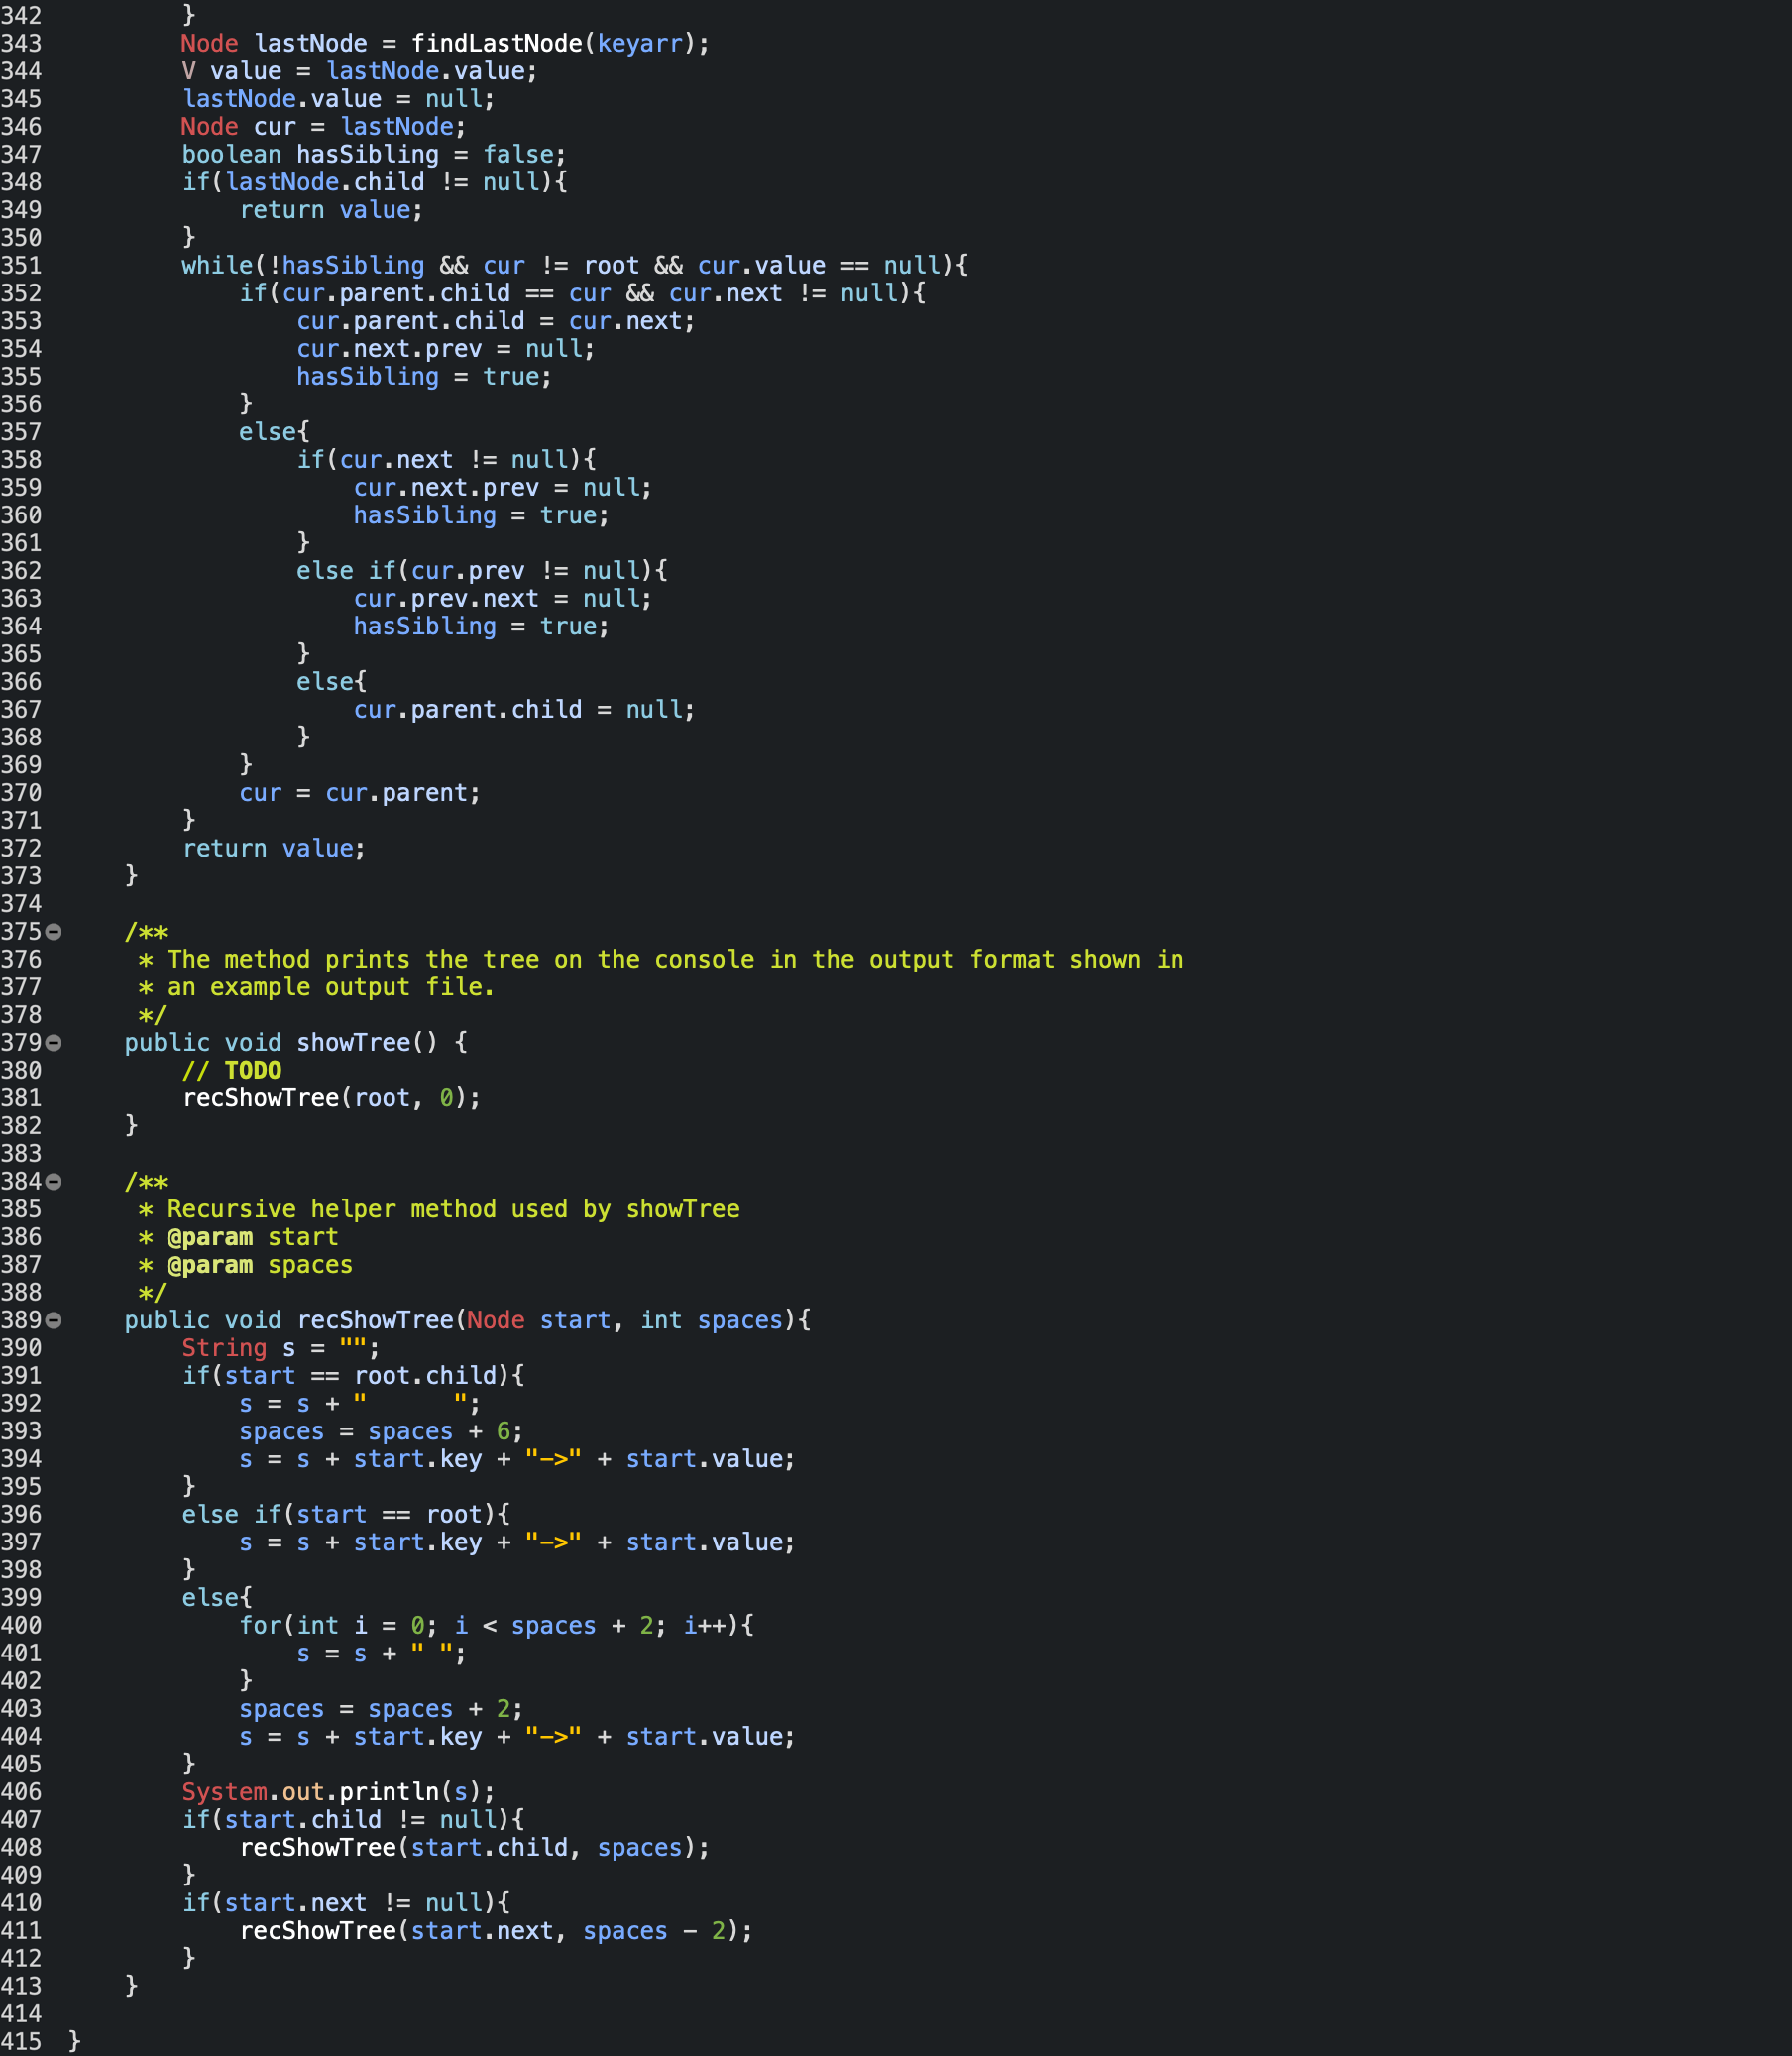 342         }
343         Node lastNode = findLastNode(keyarr);
344         V value = lastNode.value;
345         lastNode.value = null;
346         Node cur = lastNode;
347         boolean hasSibling = false;
348         if(lastNode.child != null){
349             return value;
350         }
351         while(!hasSibling && cur != root && cur.value == null){
352             if(cur.parent.child == cur && cur.next != null){
353                 cur.parent.child = cur.next;
354                 cur.next.prev = null;
355                 hasSibling = true;
356             }
357             else{
358                 if(cur.next != null){
359                     cur.next.prev = null;
360                     hasSibling = true;
361                 }
362                 else if(cur.prev != null){
363                     cur.prev.next = null;
364                     hasSibling = true;
365                 }
366                 else{
367                     cur.parent.child = null;
368                 }
369             }
370             cur = cur.parent;
371         }
372         return value;
373     }
374
375     /**
376      * The method prints the tree on the console in the output format shown in
377      * an example output file.
378      */
379     public void showTree() {
380         // TODO
381         recShowTree(root, 0);
382     }
383
384     /**
385      * Recursive helper method used by showTree
386      * @param start
387      * @param spaces
388      */
389     public void recShowTree(Node start, int spaces){
390         String s = "";
391         if(start == root.child){
392             s = s + "      ";
393             spaces = spaces + 6;
394             s = s + start.key + "->" + start.value;
395         }
396         else if(start == root){
397             s = s + start.key + "->" + start.value;
398         }
399         else{
400             for(int i = 0; i < spaces + 2; i++){
401                 s = s + " ";
402             }
403             spaces = spaces + 2;
404             s = s + start.key + "->" + start.value;
405         }
406         System.out.println(s);
407         if(start.child != null){
408             recShowTree(start.child, spaces);
409         }
410         if(start.next != null){
411             recShowTree(start.next, spaces - 2);
412         }
413     }
414
415 }